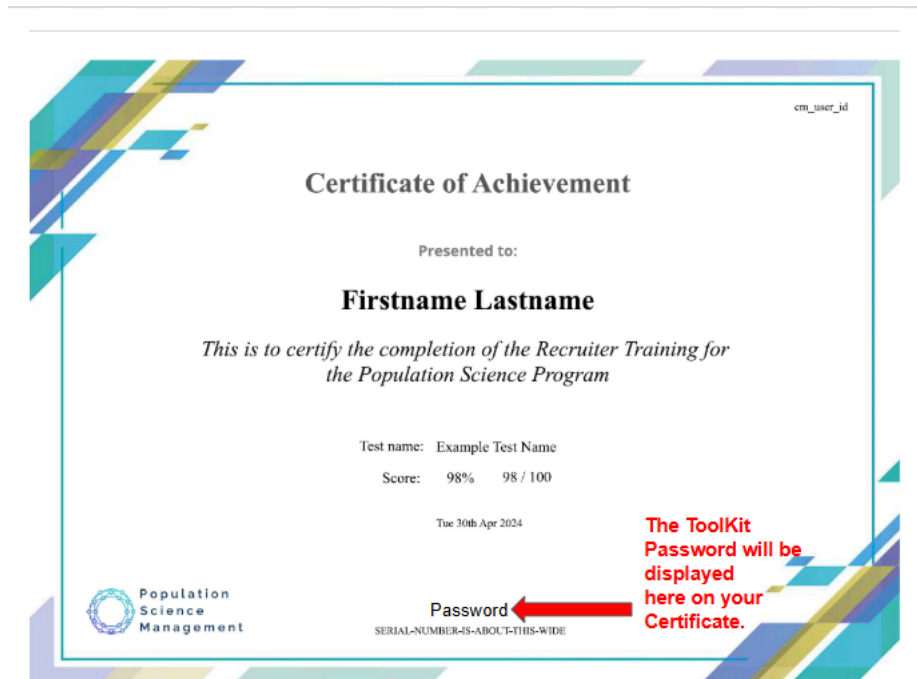 cm_user_id
Certificate of Achievement
Presented to:
Firstname Lastname
This is to certify the completion of the Recruiter Training for
the Population Science Program
Test name: Example Test Name
Score: 98% 98 / 100
Tue 30th Apr 2024
The ToolKit
Password will be
displayed
here on your
Certificate.
Population
Science
Management
Password
SERIAL-NUMBER-IS-ABOUT-THIS-WIDE